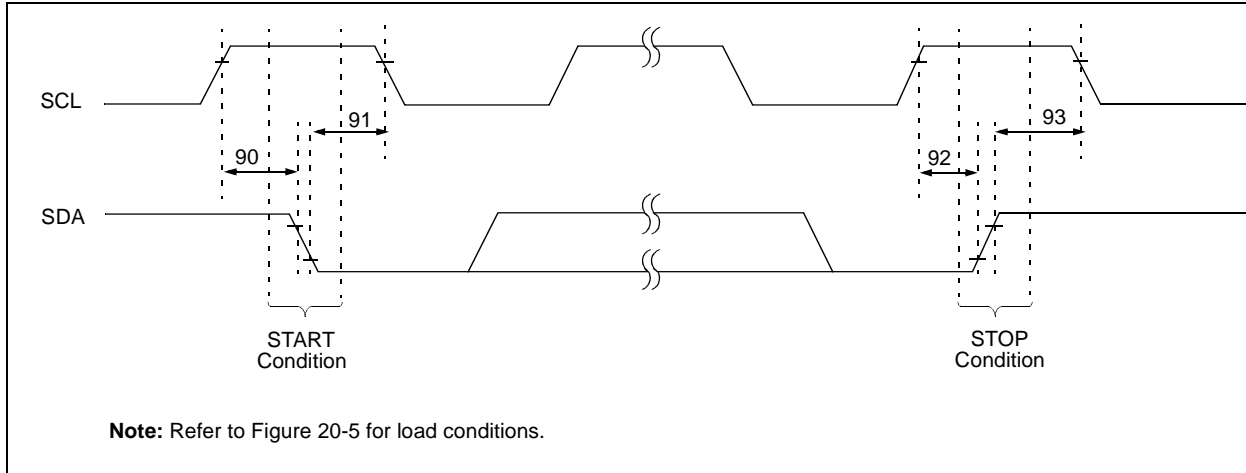 SCL
91
93
90
92
SDA
START
Condition
STOP
Condition
Note: Refer to Figure 20-5 for load conditions.